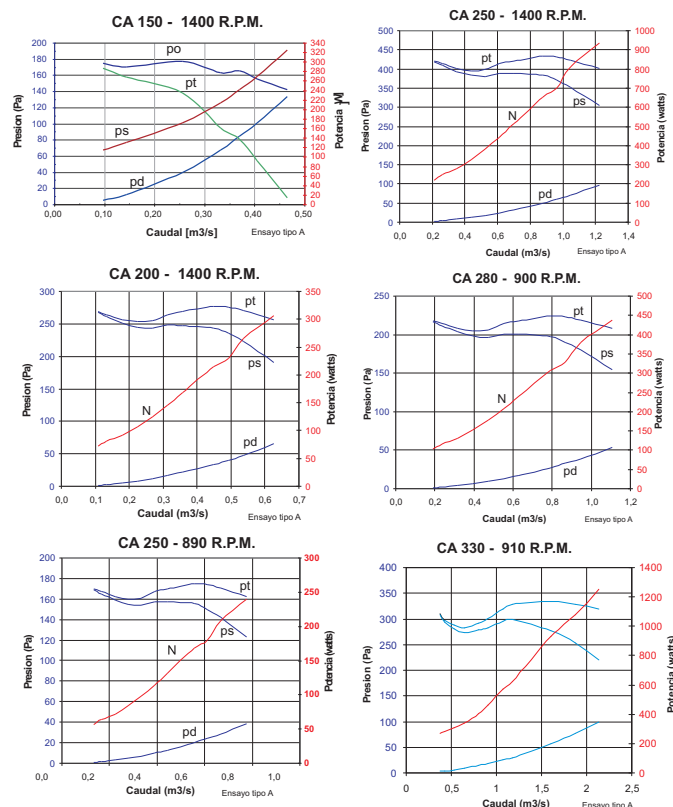 CA 150 - 1400 R.P.M.
Presion (Pa)
200
180
160
140
120
100
80
60
40
20
0
po
pt
ps
pd
340
320
300
280
260
240
220
200
180
160
140
120
100
80
60
40
20
0
Potencia [W]
0,00 0,10 0,20 0,30 0,40 0,50
Caudal [m3/s] Ensayo tipo A
CA 250 - 1400 R.P.M.
Presion (Pa)
500
450
400
350
300
250
200
150
100
50
0
pt
ps
N
pd
1000
900
800
700
600
500
400
300
200
100
0
Potencia (watts)
0,0 0,2 0,4 0,6 0,8 1,0 1,2 1,4
Caudal (m3/s) Ensayo tipo A
CA 200 - 1400 R.P.M.
Presion (Pa)
300
250
200
150
100
50
0
pt
ps
N
pd
350
300
250
200
150
100
50
0
Potencia (watts)
0,0 0,1 0,2 0,3 0,4 0,5 0,6 0,7
Caudal (m3/s) Ensayo tipo A
CA 280 - 900 R.P.M.
Presion (Pa)
250
200
150
100
50
0
pt
ps
N
pd
500
450
400
350
300
250
200
150
100
50
0
Potencia (watts)
0,0 0,2 0,4 0,6 0,8 1,0 1,2
Caudal (m3/s) Ensayo tipo A
CA 250 - 890 R.P.M.
Presion (Pa)
200
180
160
140
120
100
80
60
40
20
0
pt
ps
N
pd
300
250
200
150
100
50
0
Potencia (watts)
0,0 0,2 0,4 0,6 0,8 1,0
Caudal (m3/s) Ensayo tipo A
CA 330 - 910 R.P.M.
Presion (Pa)
400
350
300
250
200
150
100
50
0
1400
1200
1000
800
600
400
200
0
Potencia (watts)
0 0,5 1 1,5 2 2,5
Caudal (m3/s) Ensayo tipo A